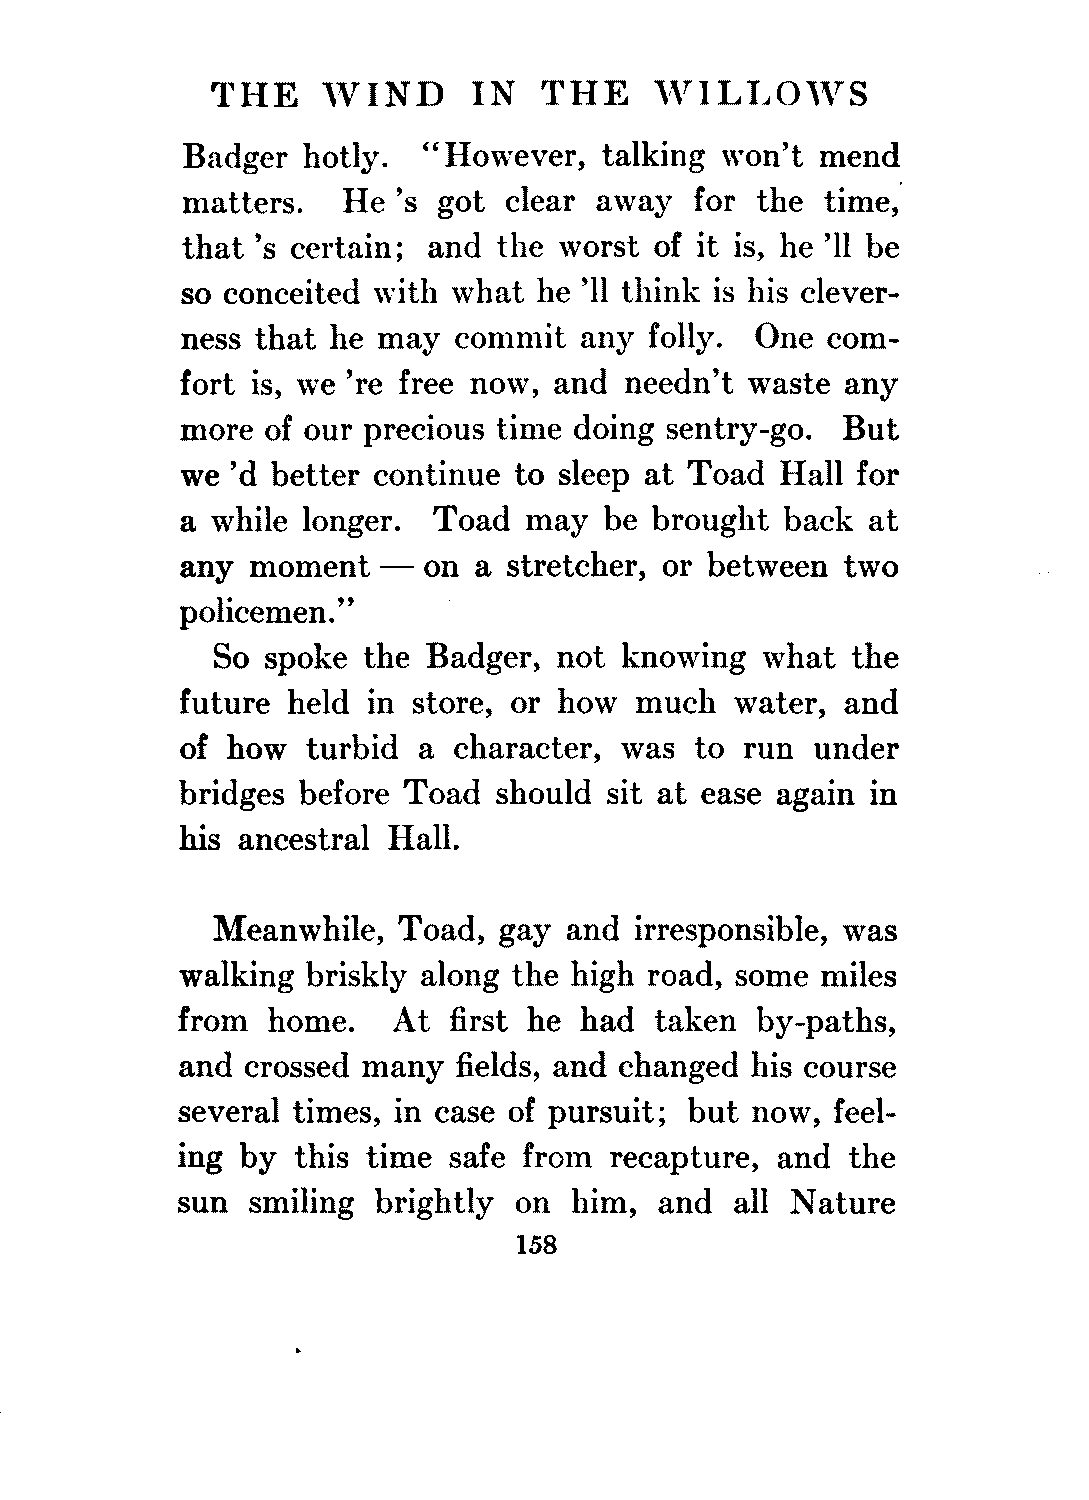 THE WIND IN THE WILLOWS
Badger hotly. “However, talking won't mend
matters. He 's got clear away for the time,
that 's certain; and the worst of it is, he 'll be
so conceited with what he 'll think is his clever-
ness that he may commit any folly. One com-
fort is, we 're free now, and needn't waste any
more of our precious time doing sentry-go. But
we 'd better continue to sleep at Toad Hall for
a while longer. Toad may be brought back at
any moment — on a stretcher, or between two
policemen.”
So spoke the Badger, not knowing what the
future held in store, or how much water, and
of how turbid a character, was to run under
bridges before Toad should sit at ease again in
his ancestral Hall.
Meanwhile, Toad, gay and irresponsible, was
walking briskly along the high road, some miles
from home. At first he had taken by-paths,
and crossed many fields, and changed his course
several times, in case of pursuit; but now, feel-
ing by this time safe from recapture, and the
sun smiling brightly on him, and all Nature
158